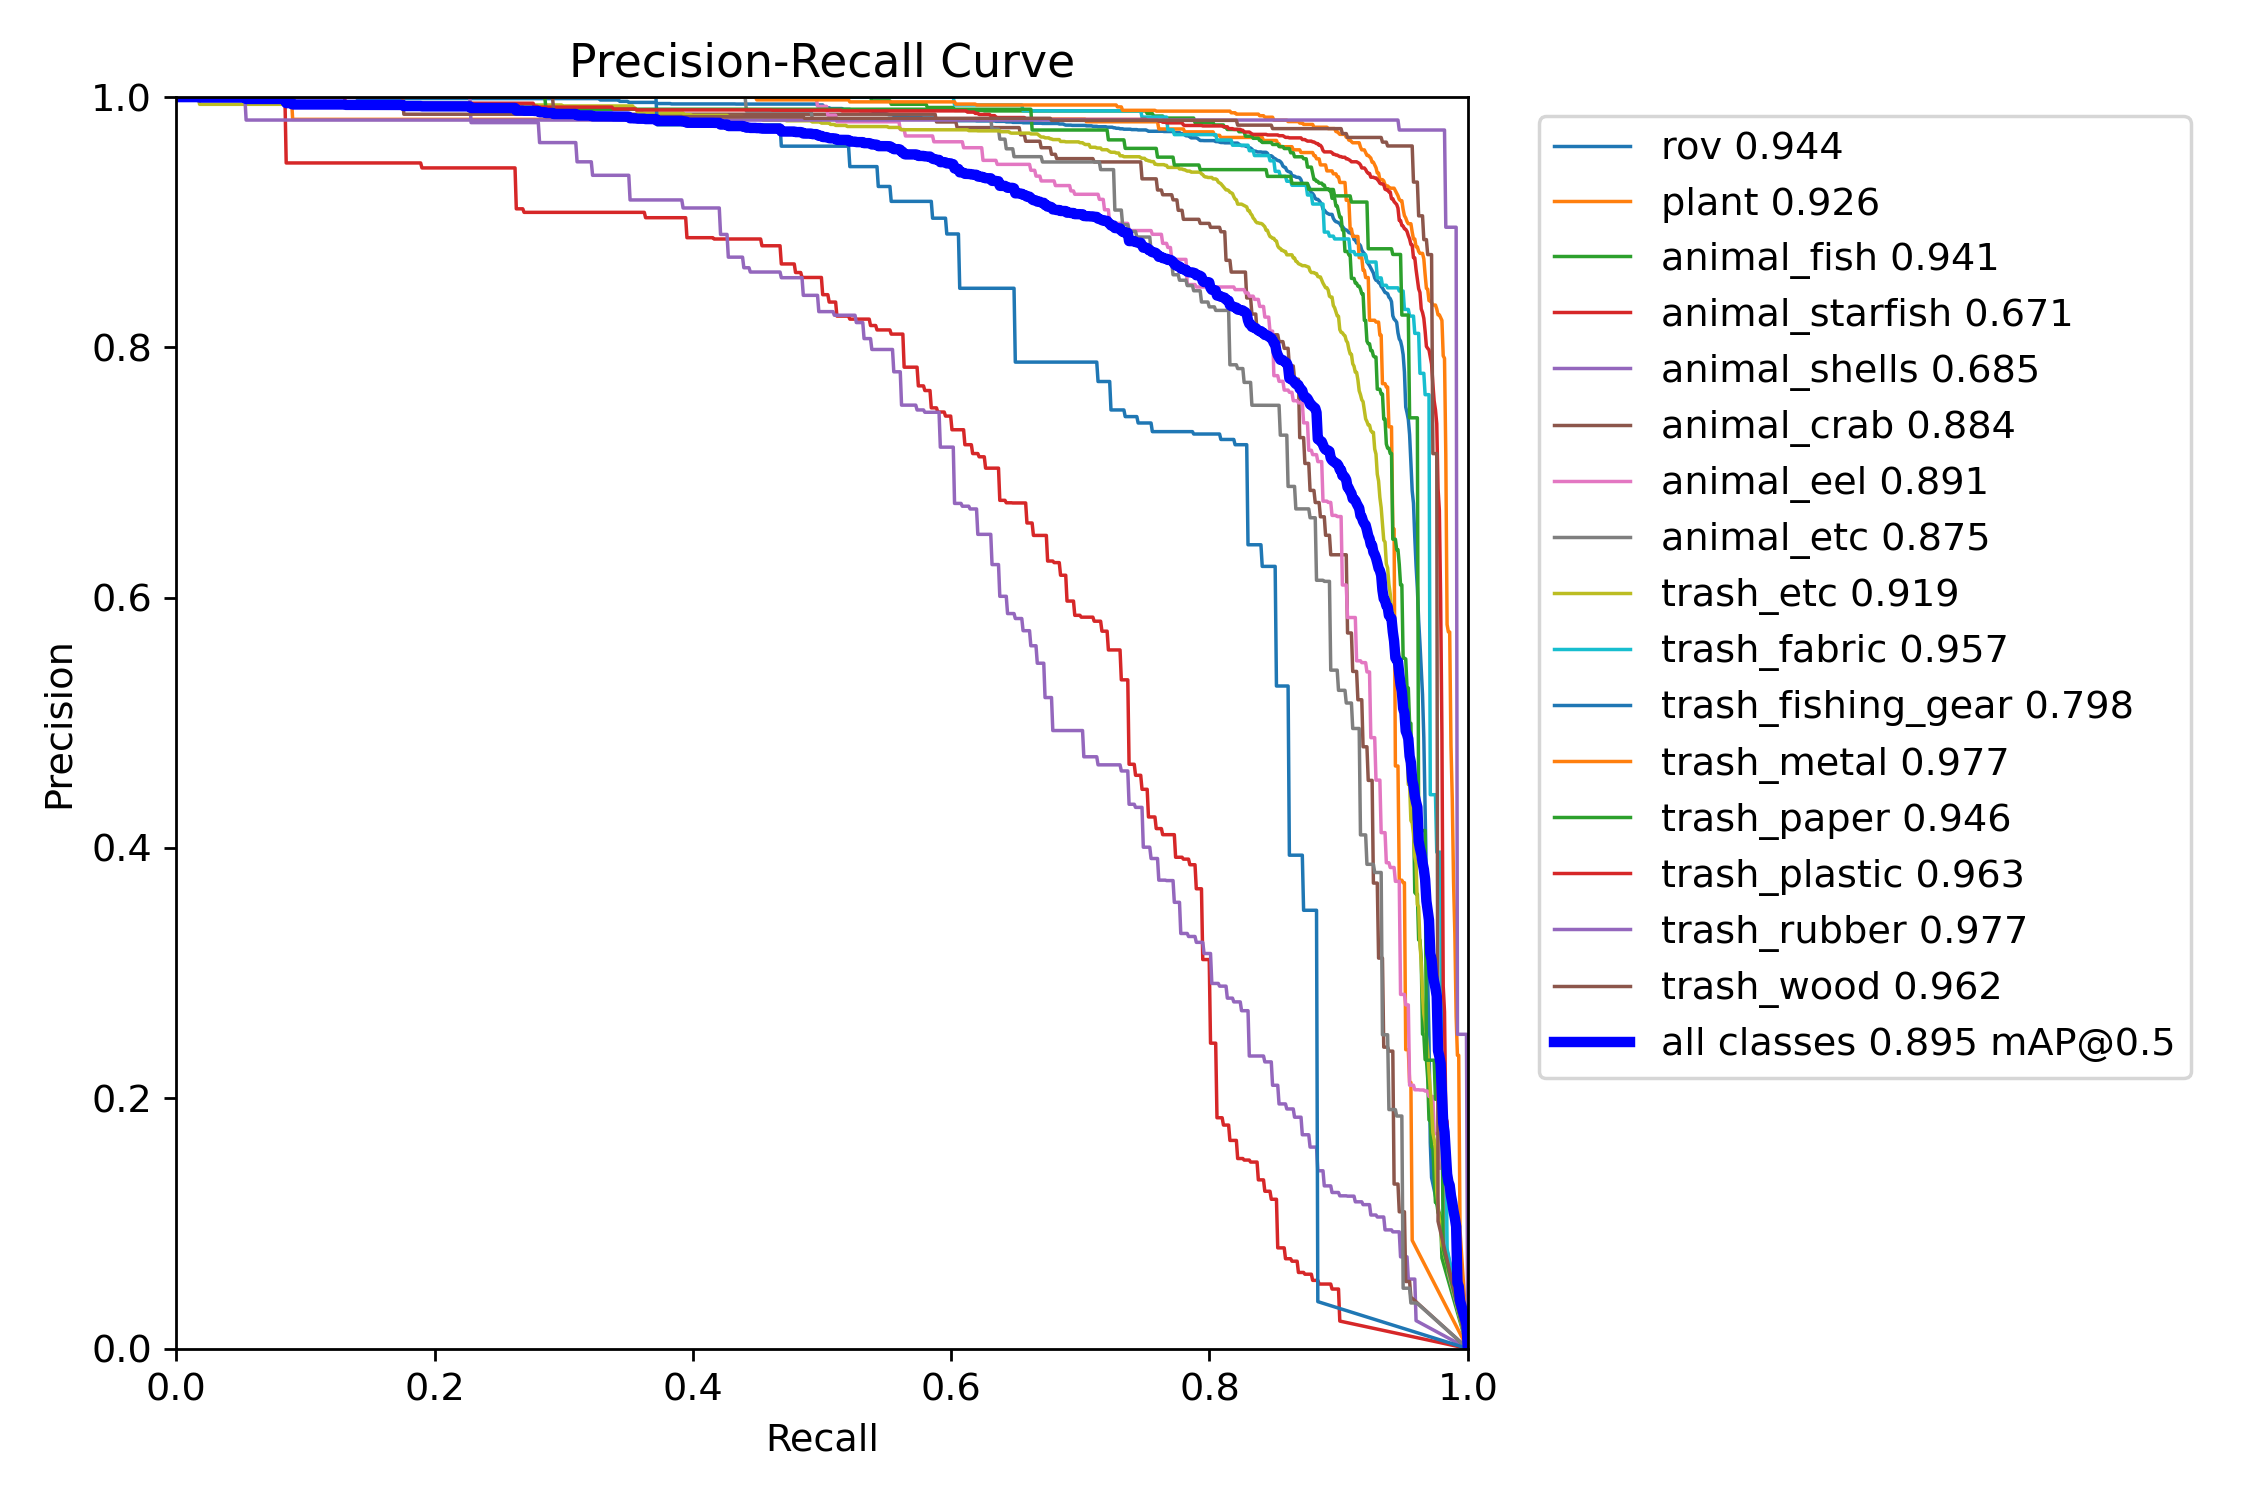 Precision-Recall Curve
1.0
0.8
0.6
0.4
0.2
0.0
Precision
0.0 0.2 0.4 0.6 0.8 1.0
Recall
rov 0.944
plant 0.926
animal_fish 0.941
animal_starfish 0.671
animal_shells 0.685
animal_crab 0.884
animal_eel 0.891
animal_etc 0.875
trash_etc 0.919
trash_fabric 0.957
trash_fishing_gear 0.798
trash_metal 0.977
trash_paper 0.946
trash_plastic 0.963
trash_rubber 0.977
trash_wood 0.962
all classes 0.895 mAP@0.5